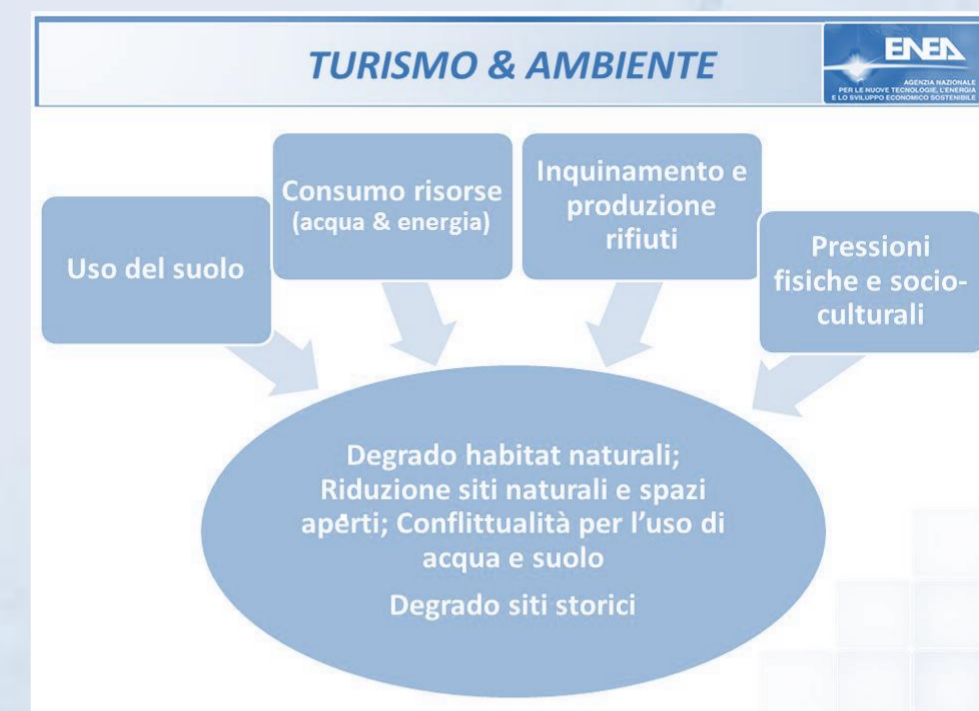 TURISMO & AMBIENTE
ENEA
AGENZIA NAZIONALE
PER LE NUOVE TECNOLOGIE, L'ENERGIA
E LO SVILUPPO ECONOMICO SOSTENIBILE
Uso del suolo
Consumo risorse
(acqua & energia)
Inquinamento e
produzione
rifiuti
Pressioni
fisiche e socio-
culturali
Degrado habitat naturali;
Riduzione siti naturali e spazi
aperti; Conflittualità per l'uso di
acqua e suolo
Degrado siti storici